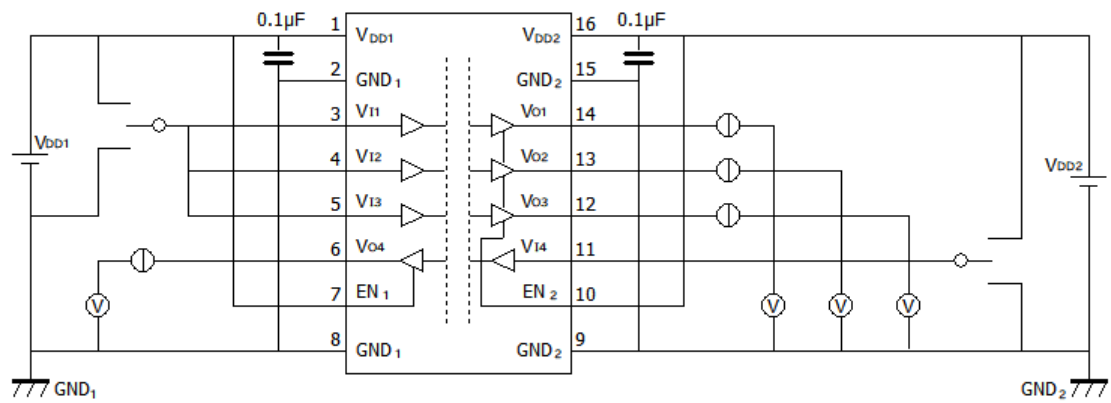 0.1µF
0.1µF
1 VDD1 VDD2 16
2 GND1 GND2 15
3 VI1 VO1 14
4 VI2 VO2 13
5 VI3 VO3 12
6 VO4 VI4 11
7 EN1 EN2 10
8 GND1 GND2 9
VDD1
VDD2
V
V
V
V
GND1
GND2